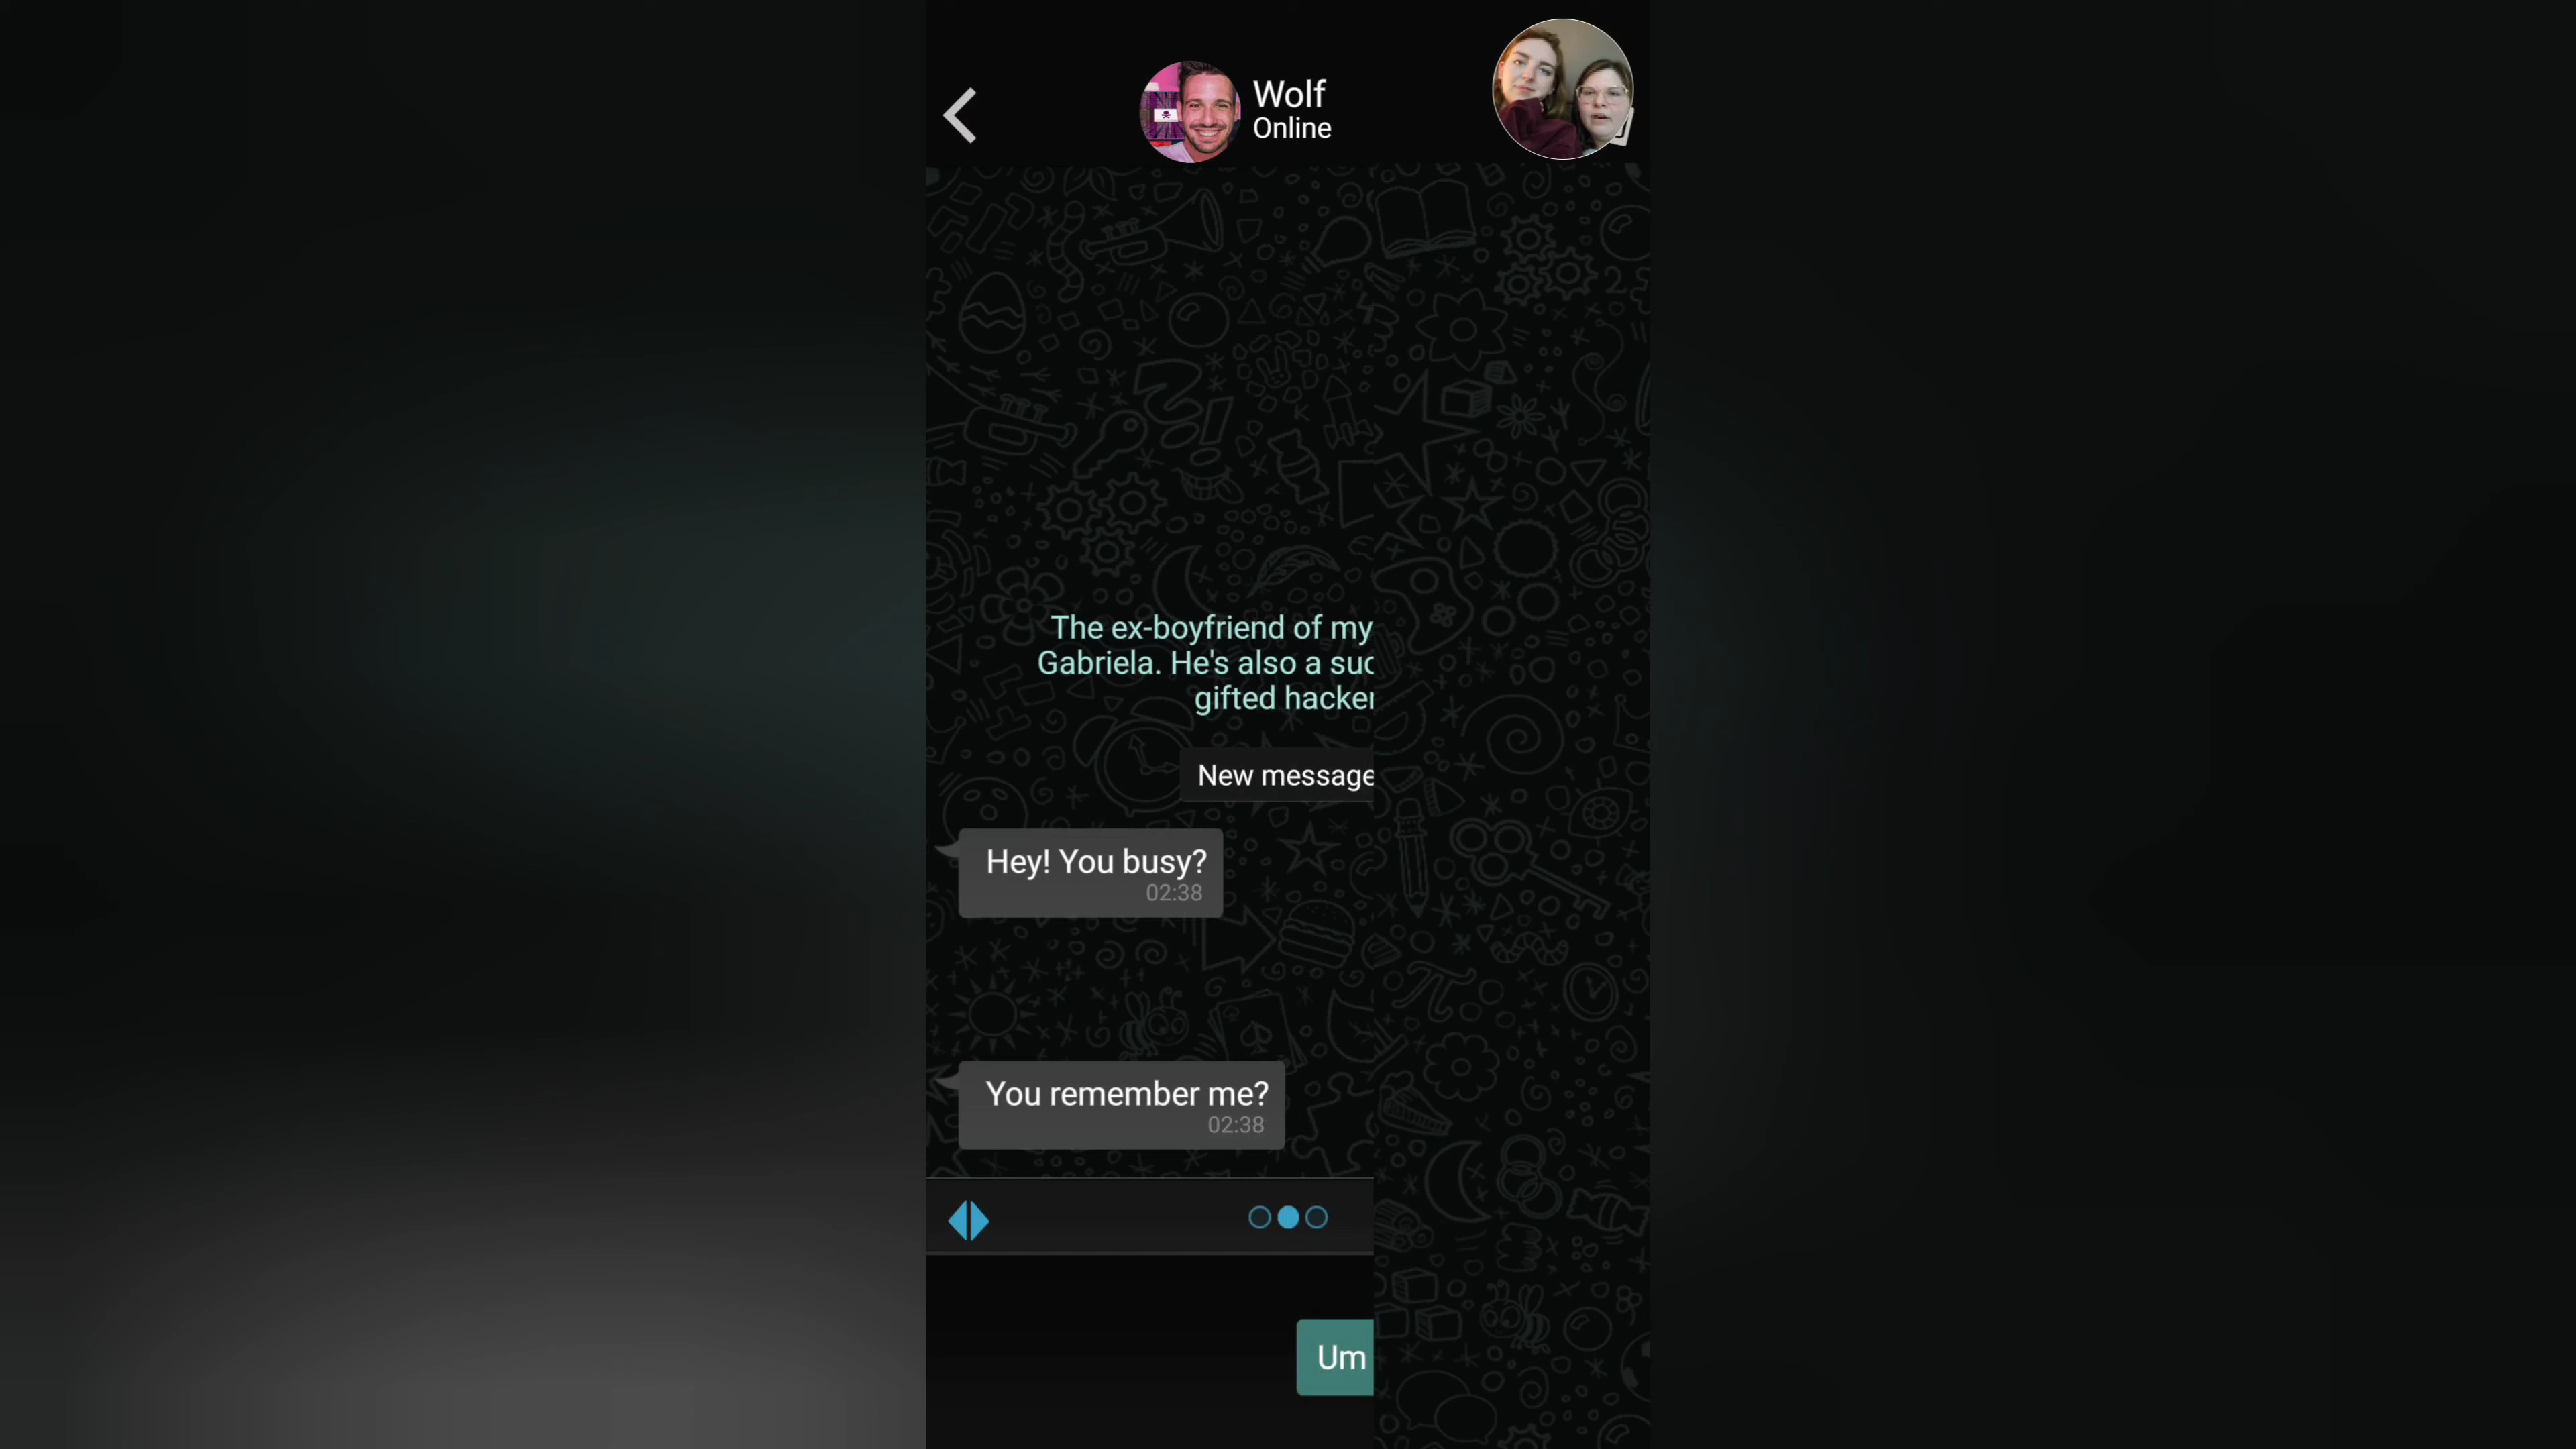 Wolf
Online
The ex-boyfriend of my
Gabriela. He's also a suc
gifted hacker
New message
Hey! You busy?
02:38
You remember me?
02:38
Um